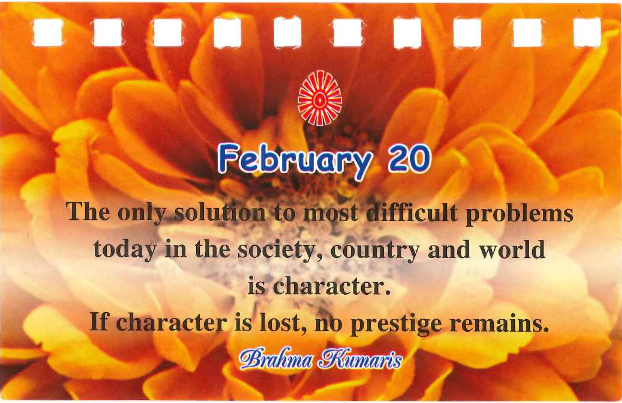 February 20
The only solution to most difficult problems
today in the society, country and world
is character.
If character is lost, no prestige remains.
Brahma Kumaris